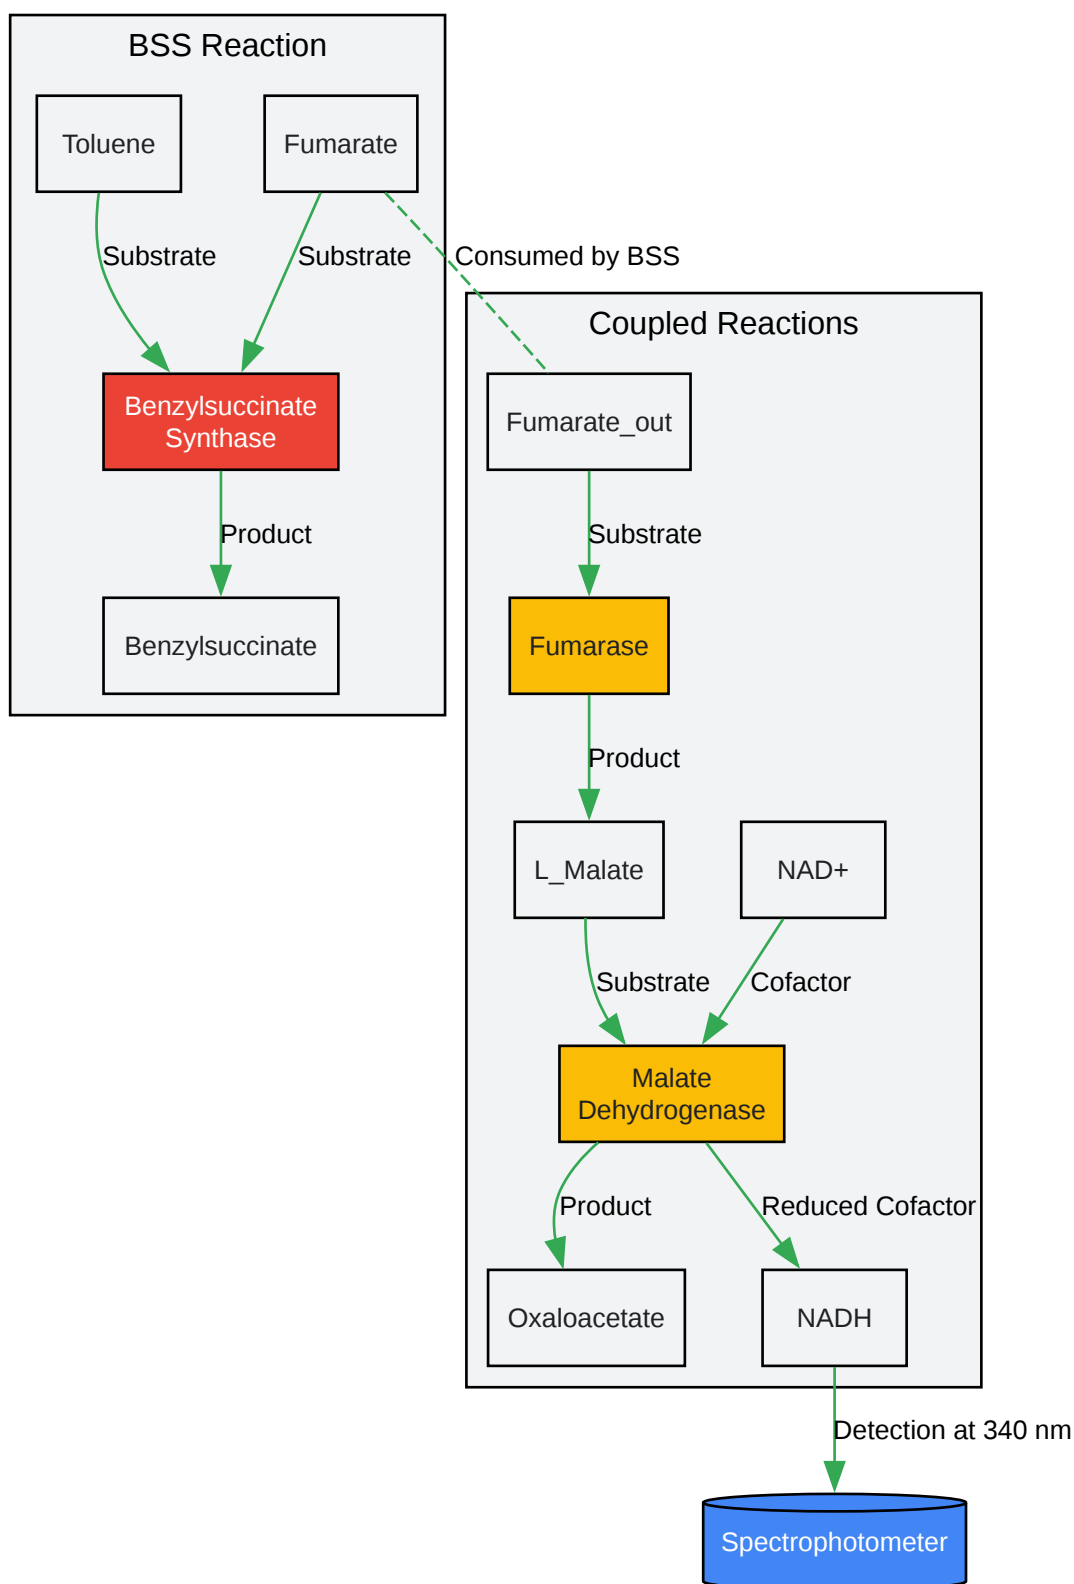 BSS Reaction
Toluene
Fumarate
Substrate
Substrate
Consumed by BSS
Coupled Reactions
Benzylsuccinate
Synthase
Fumarate_out
Product
Substrate
Benzylsuccinate
Fumarase
Product
L_Malate
NAD+
Substrate
Cofactor
Malate
Dehydrogenase
Product
Reduced Cofactor
Oxaloacetate
NADH
Detection at 340 nm
Spectrophotometer